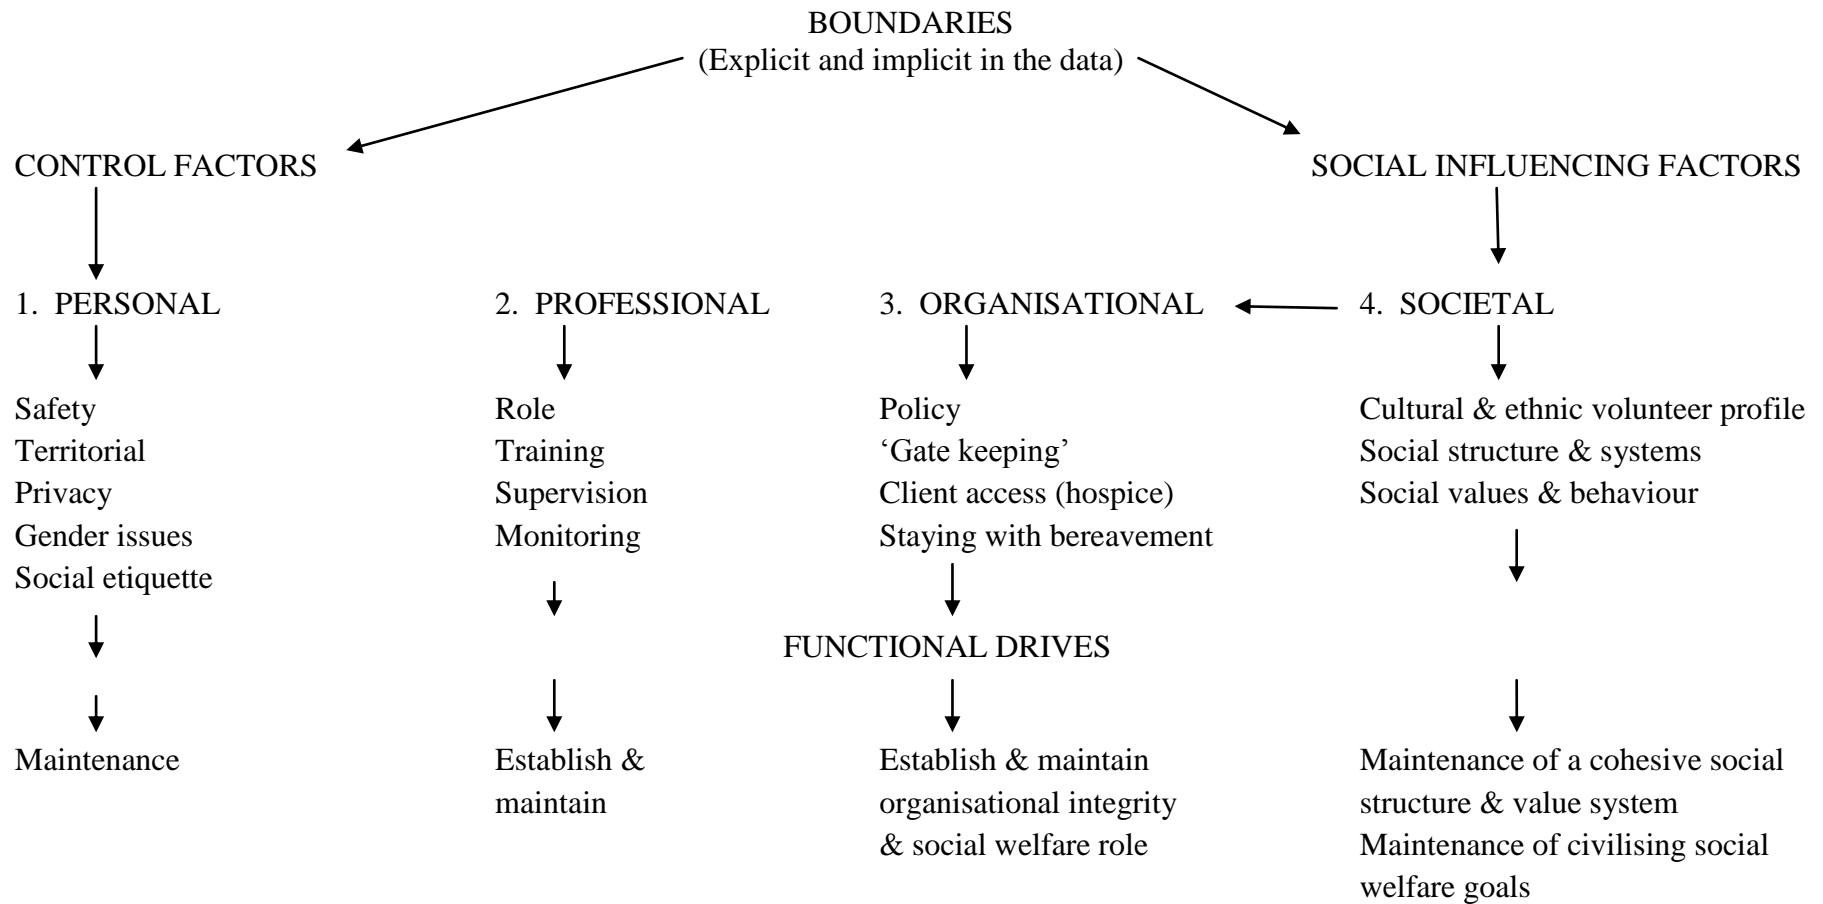 BOUNDARIES
(Explicit and implicit in the data)
CONTROL FACTORS
SOCIAL INFLUENCING FACTORS
1. PERSONAL
2. PROFESSIONAL
3. ORGANISATIONAL
4. SOCIETAL
Safety
Territorial
Privacy
Gender issues
Social etiquette
Role
Training
Supervision
Monitoring
Policy
‘Gate keeping’
Client access (hospice)
Staying with bereavement
Cultural & ethnic volunteer profile
Social structure & systems
Social values & behaviour
FUNCTIONAL DRIVES
Maintenance
Establish &
maintain
Establish & maintain
organisational integrity
& social welfare role
Maintenance of a cohesive social
structure & value system
Maintenance of civilising social
welfare goals